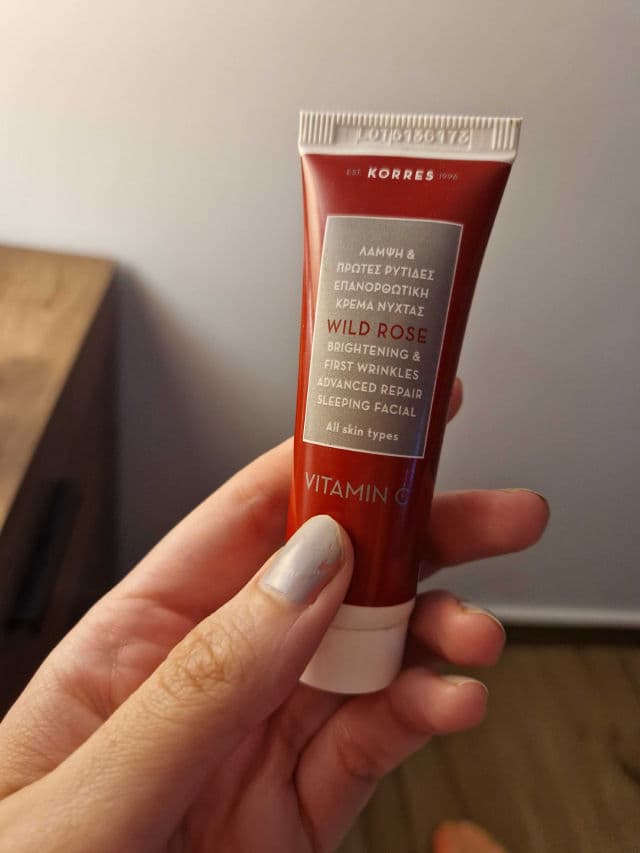 EST. KORRES 1996
ΛΑΜΨΗ &
ΠΡΩΤΕΣ ΡΥΤΙΔΕΣ
ΕΠΑΝΟΡΘΩΤΙΚΗ
ΚΡΕΜΑ ΝΥΧΤΑΣ
WILD ROSE
BRIGHTENING &
FIRST WRINKLES
ADVANCED REPAIR
SLEEPING FACIAL
All skin types
VITAMIN C